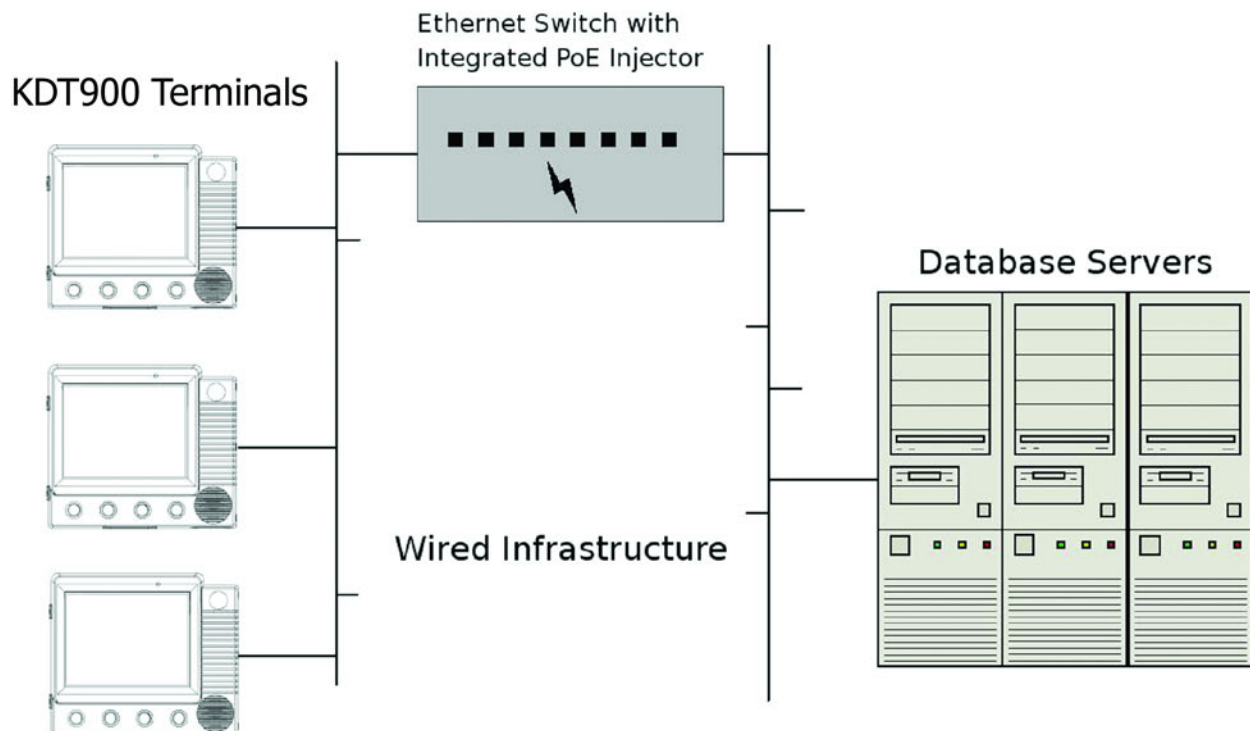 Ethernet Switch with
Integrated PoE Injector
KDT900 Terminals
Database Servers
Wired Infrastructure